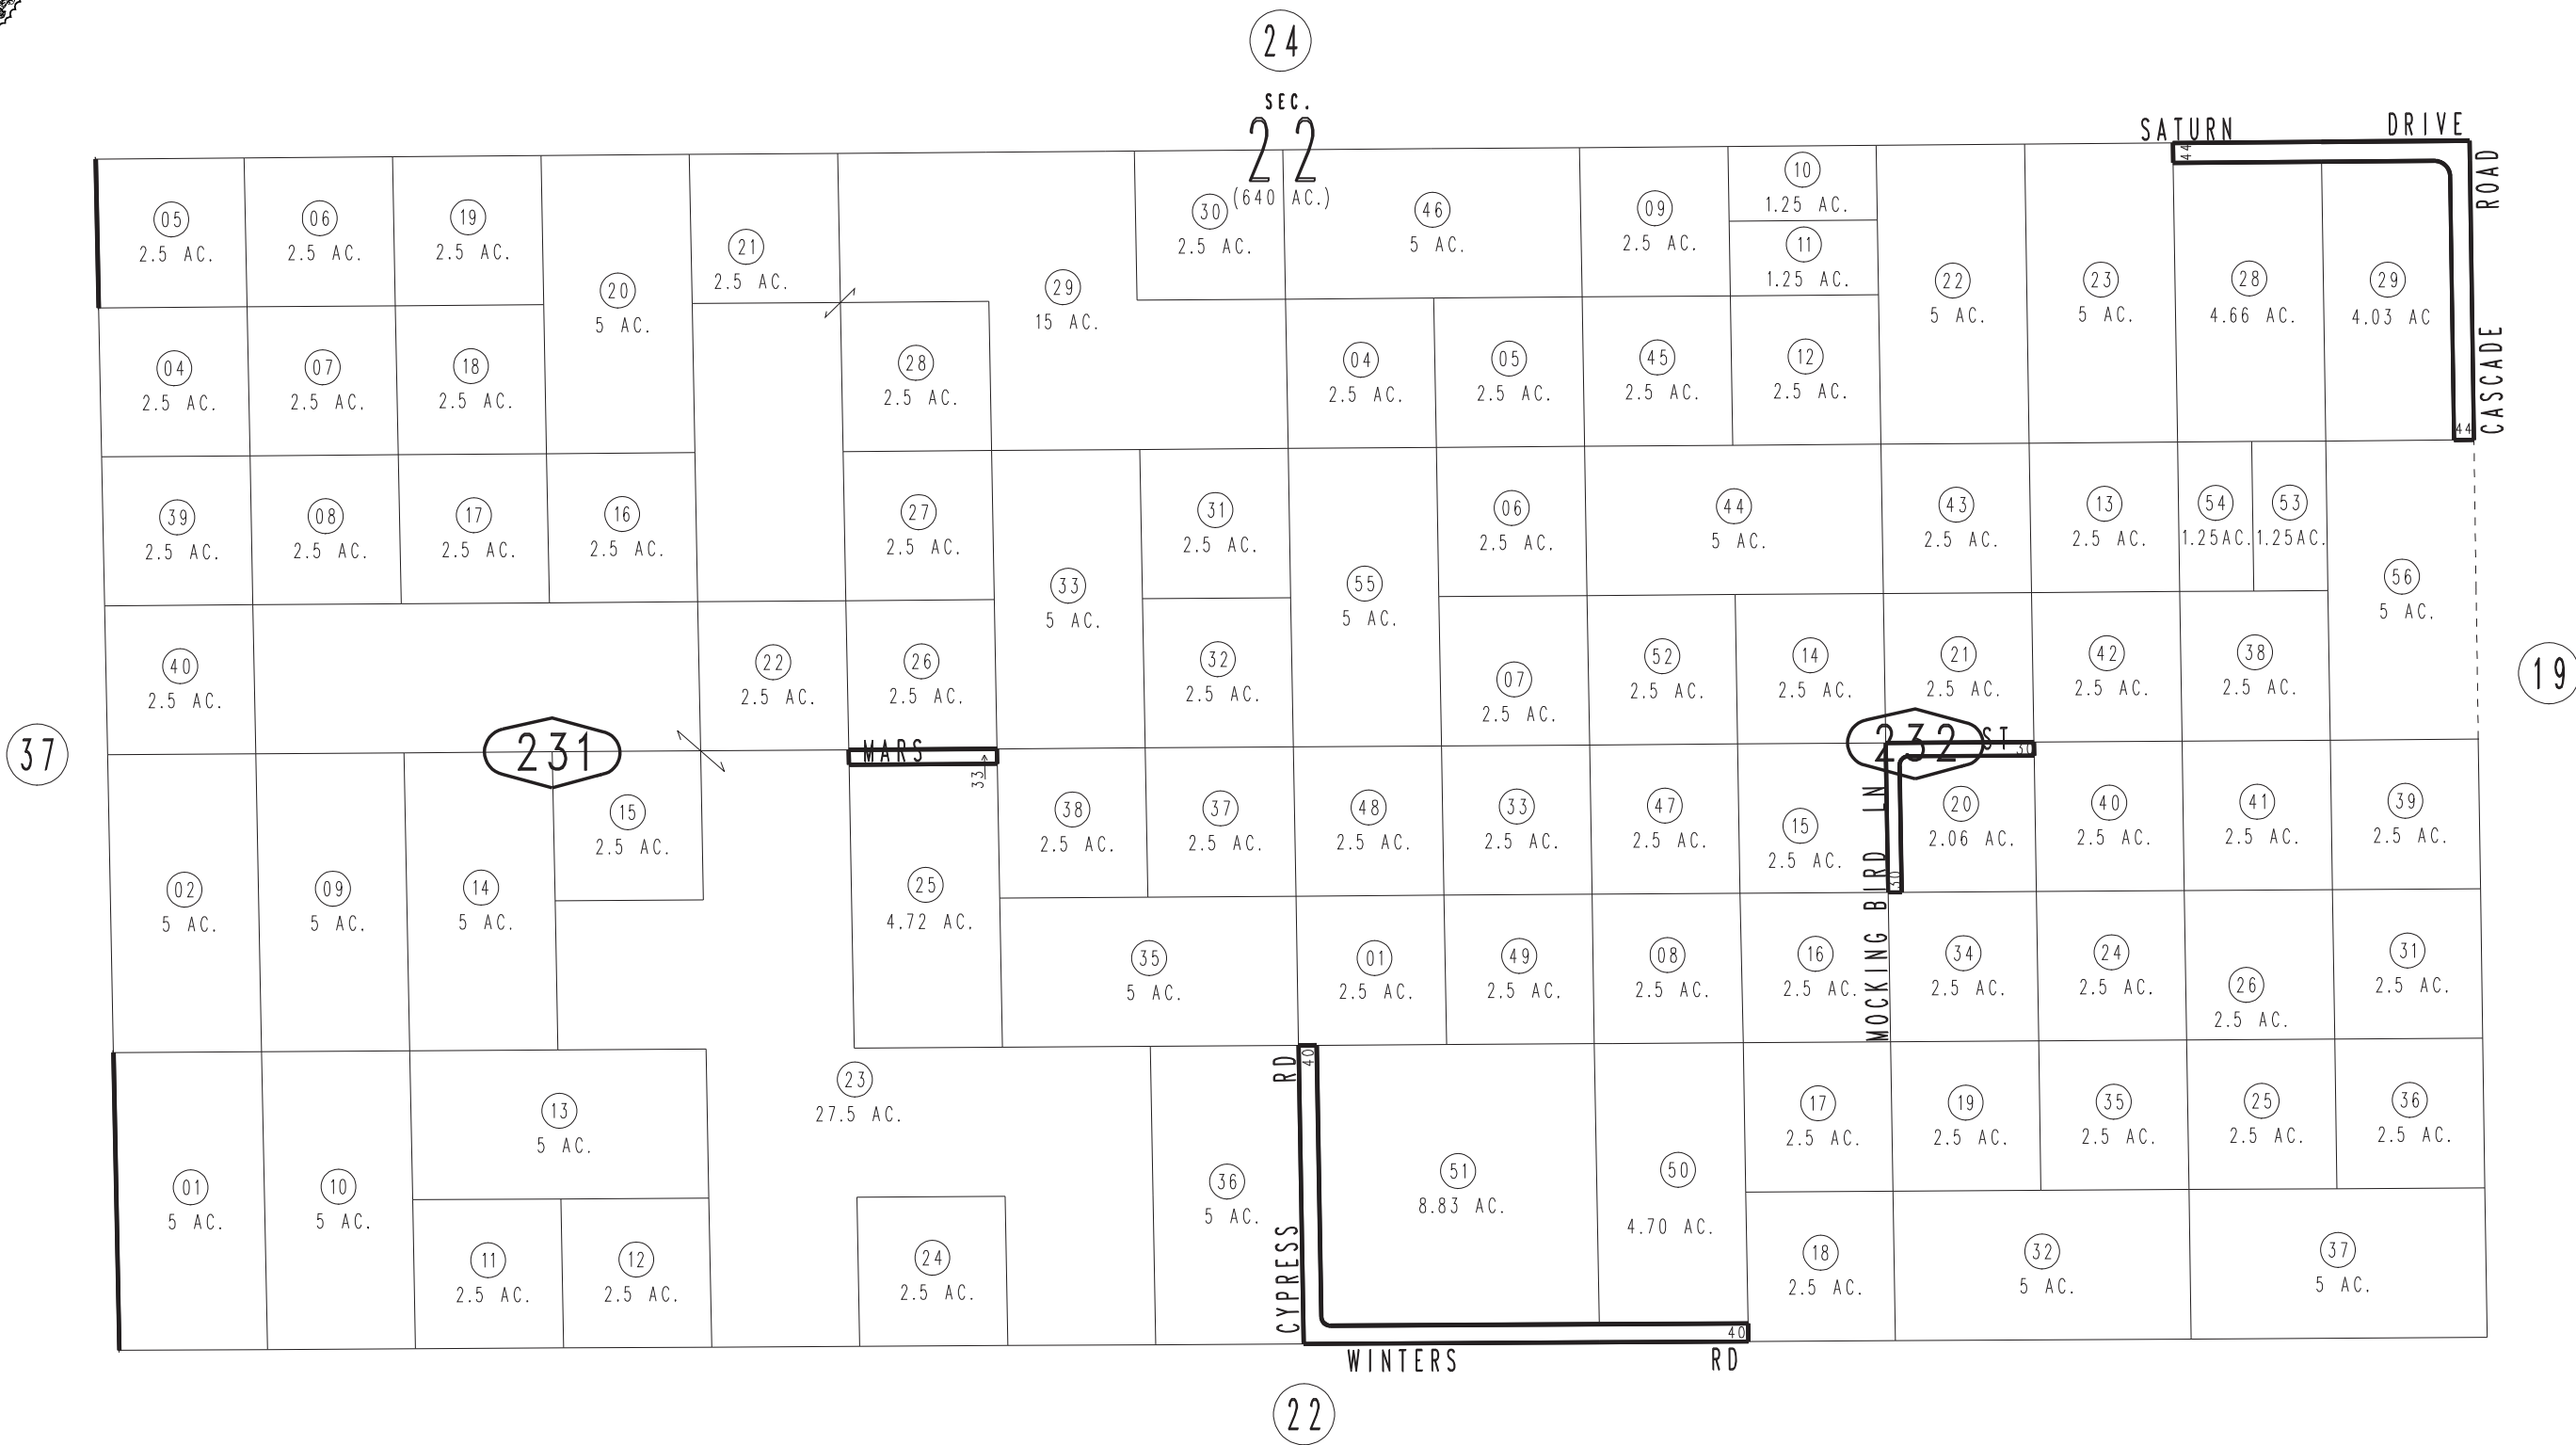 24
SEC.
22
(640 AC.)
SATURN DRIVE
44
ROAD
05
2.5 AC.
06
2.5 AC.
19
2.5 AC.
20
5 AC.
21
2.5 AC.
29
15 AC.
30
2.5 AC.
46
5 AC.
09
2.5 AC.
10
1.25 AC.
11
1.25 AC.
22
5 AC.
23
5 AC.
28
4.66 AC.
29
4.03 AC
CASCADE
44
04
2.5 AC.
07
2.5 AC.
18
2.5 AC.
28
2.5 AC.
04
2.5 AC.
05
2.5 AC.
45
2.5 AC.
12
2.5 AC.
39
2.5 AC.
08
2.5 AC.
17
2.5 AC.
16
2.5 AC.
27
2.5 AC.
33
5 AC.
31
2.5 AC.
55
5 AC.
06
2.5 AC.
44
5 AC.
43
2.5 AC.
13
2.5 AC.
54
1.25AC.
53
1.25AC.
56
5 AC.
40
2.5 AC.
22
2.5 AC.
26
2.5 AC.
32
2.5 AC.
07
2.5 AC.
52
2.5 AC.
14
2.5 AC.
21
2.5 AC.
42
2.5 AC.
38
2.5 AC.
19
37
231
MARS
33
232
ST
30
02
5 AC.
09
5 AC.
14
5 AC.
15
2.5 AC.
25
4.72 AC.
38
2.5 AC.
37
2.5 AC.
48
2.5 AC.
33
2.5 AC.
47
2.5 AC.
15
2.5 AC.
MOCKING BIRD LN
30
20
2.06 AC.
40
2.5 AC.
41
2.5 AC.
39
2.5 AC.
35
5 AC.
01
2.5 AC.
49
2.5 AC.
08
2.5 AC.
16
2.5 AC.
34
2.5 AC.
24
2.5 AC.
26
2.5 AC.
31
2.5 AC.
01
5 AC.
10
5 AC.
13
5 AC.
23
27.5 AC.
36
5 AC.
CYPRESS RD
40
51
8.83 AC.
50
4.70 AC.
17
2.5 AC.
19
2.5 AC.
35
2.5 AC.
25
2.5 AC.
36
2.5 AC.
11
2.5 AC.
12
2.5 AC.
24
2.5 AC.
18
2.5 AC.
32
5 AC.
37
5 AC.
40
WINTERS RD
22